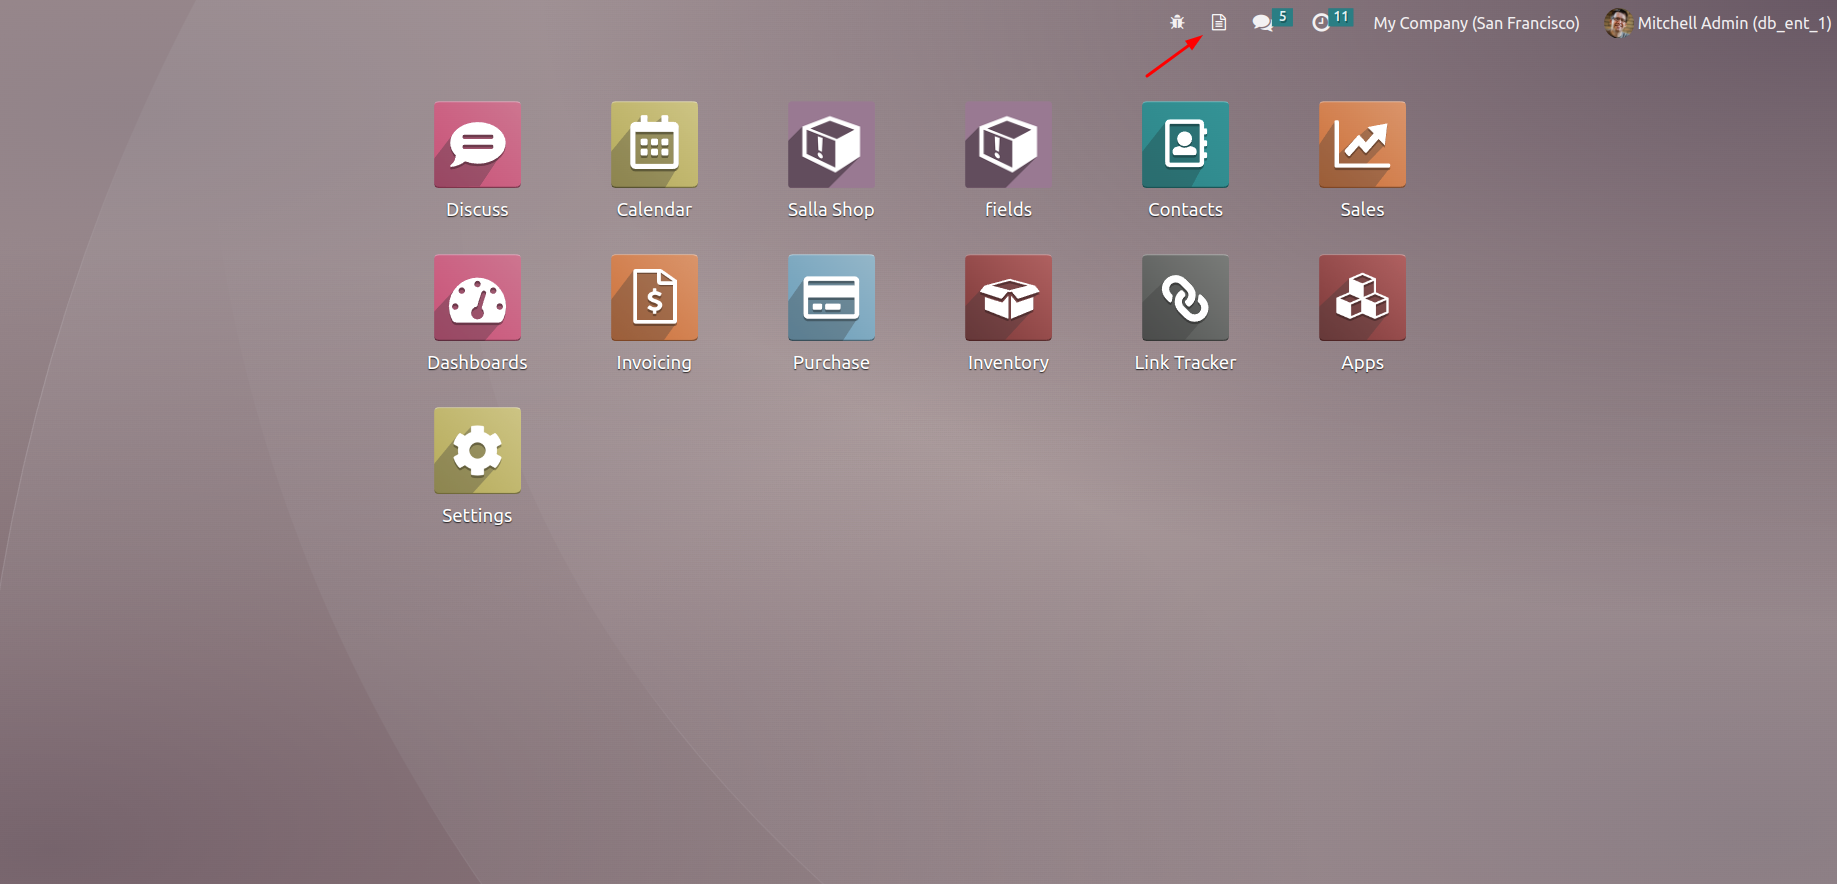 5 11 My Company (San Francisco) Mitchell Admin (db_ent_1)
Discuss Calendar Salla Shop fields Contacts Sales
Dashboards Invoicing Purchase Inventory Link Tracker Apps
Settings